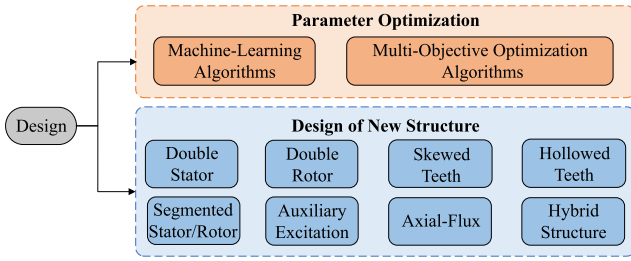 Parameter Optimization
Machine-Learning
Algorithms
Multi-Objective Optimization
Algorithms
Design
Design of New Structure
Double
Stator
Double
Rotor
Skewed
Teeth
Hollowed
Teeth
Segmented
Stator/Rotor
Auxiliary
Excitation
Axial-Flux
Hybrid
Structure